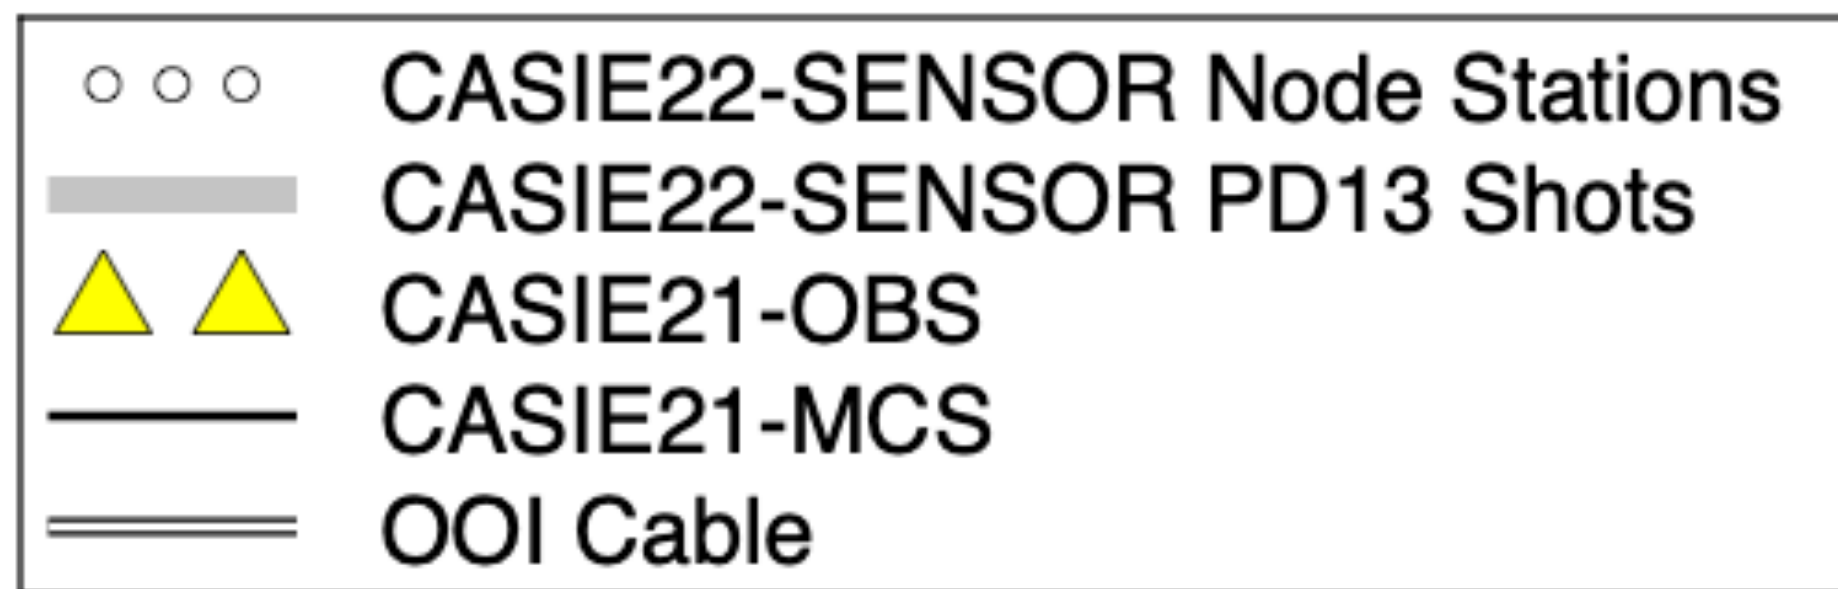 CASIE22-SENSOR Node Stations
CASIE22-SENSOR PD13 Shots
CASIE21-OBS
CASIE21-MCS
OOI Cable